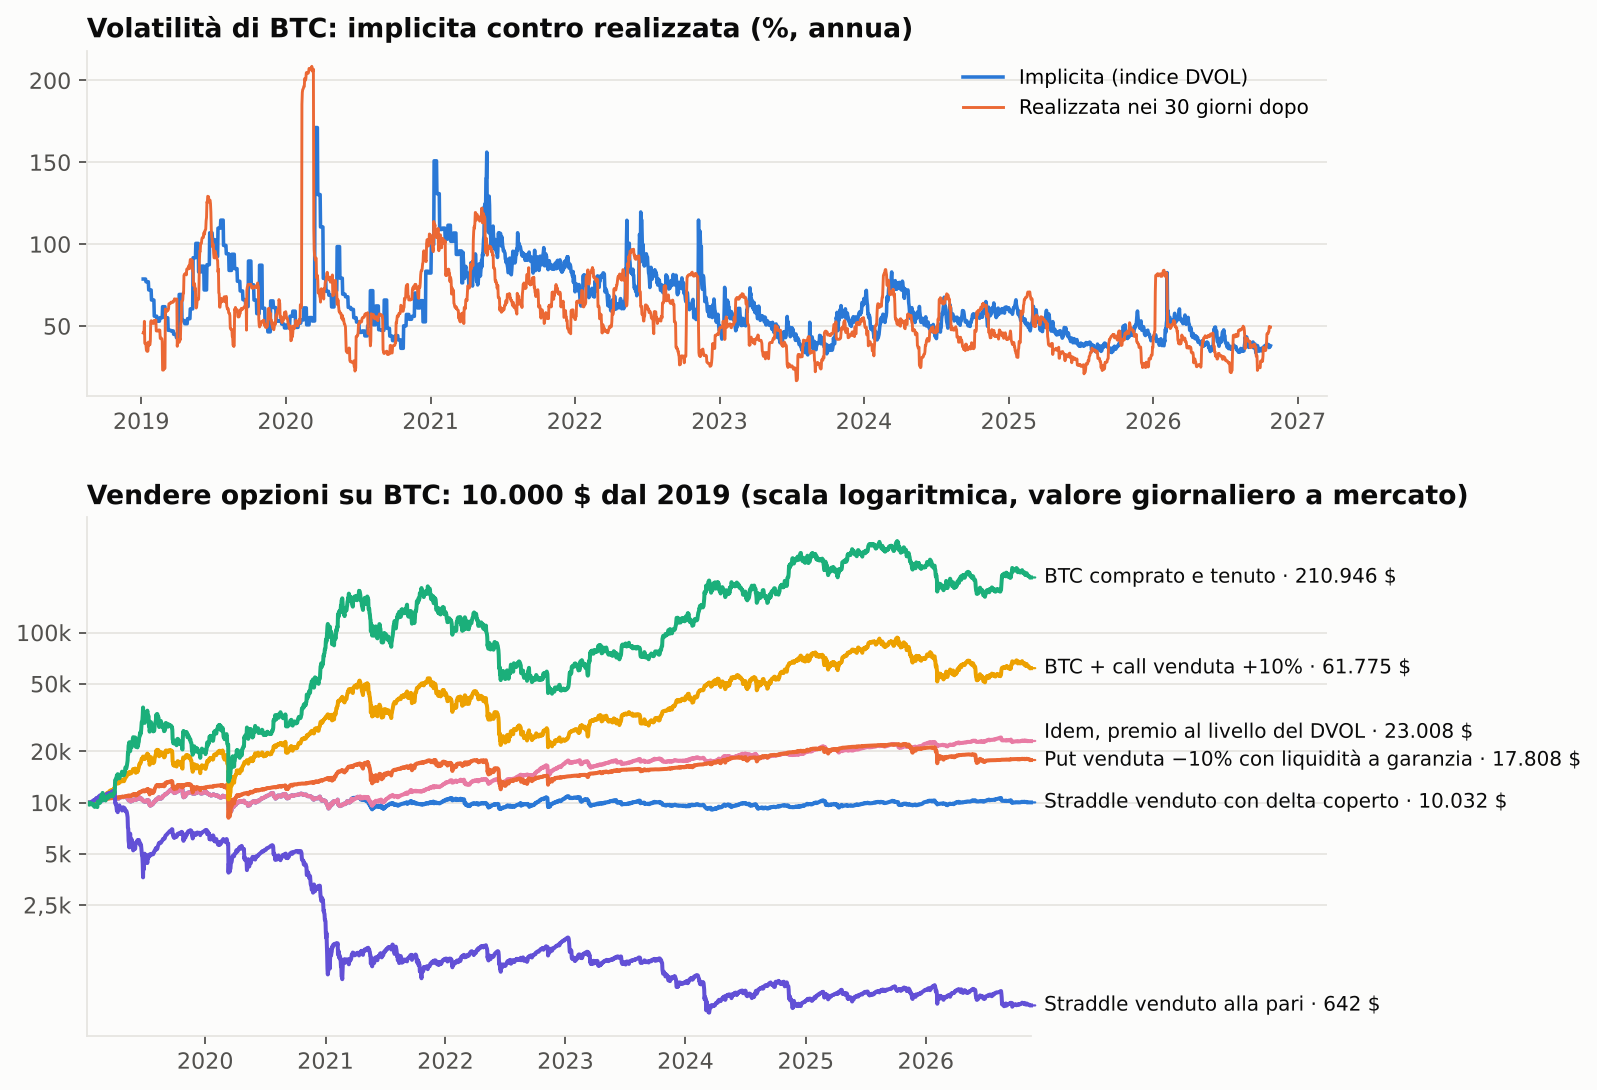 Volatilità di BTC: implicita contro realizzata (%, annua)
200
150
100
50
Implicita (indice DVOL)
Realizzata nei 30 giorni dopo
2019 2020 2021 2022 2023 2024 2025 2026 2027
Vendere opzioni su BTC: 10.000 $ dal 2019 (scala logaritmica, valore giornaliero a mercato)
100k
50k
20k
10k
5k
2,5k
BTC comprato e tenuto · 210.946 $
BTC + call venduta +10% · 61.775 $
Idem, premio al livello del DVOL · 23.008 $
Put venduta −10% con liquidità a garanzia · 17.808 $
Straddle venduto con delta coperto · 10.032 $
Straddle venduto alla pari · 642 $
2020 2021 2022 2023 2024 2025 2026